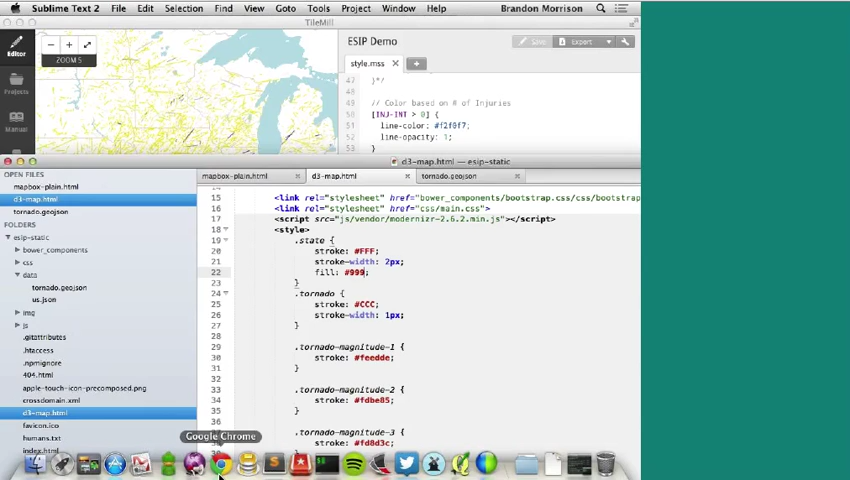 Sublime Text 2 File Edit Selection Find View Goto Tools Project Window Help Brandon Morrison
TileMill
Editor
Projects
Manual
ZOOM 5
ESIP Demo
Save
Export
style.mss
47 }*/
48
49 // Color based on # of Injuries
50 [INJ-INT > 0] {
51 line-color: #f2f0f7;
52 line-opacity: 1;
53 }
d3-map.html — esip-static
OPEN FILES
mapbox-plain.html
d3-map.html
tornado.geojson
FOLDERS
esip-static
bower_components
css
data
tornado.geojson
us.json
img
js
.gitattributes
.htaccess
.npmignore
404.html
apple-touch-icon-precomposed.png
crossdomain.xml
d3-map.html
favicon.ico
humans.txt
index.html
mapbox-plain.html d3-map.html tornado.geojson
14
15 <link rel="stylesheet" href="bower_components/bootstrap.css/css/bootstrap
16 <link rel="stylesheet" href="css/main.css">
17 <script src="js/vendor/modernizr-2.6.2.min.js"></script>
18 <style>
19 .state {
20 stroke: #FFF;
21 stroke-width: 2px;
22 fill: #999;
23 }
24 .tornado {
25 stroke: #CCC;
26 stroke-width: 1px;
27 }
28
29 .tornado-magnitude-1 {
30 stroke: #feedde;
31 }
32
33 .tornado-magnitude-2 {
34 stroke: #fdbe85;
35 }
36
37 .tornado-magnitude-3 {
38 stroke: #fd8d3c;
Google Chrome